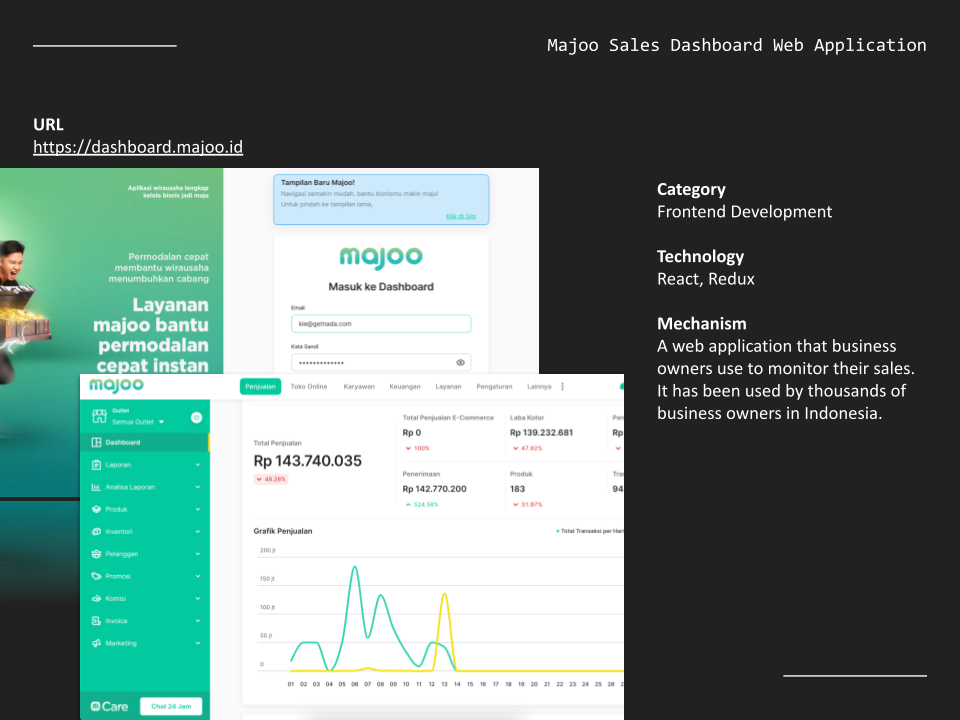 Majoo Sales Dashboard Web Application
URL
https://dashboard.majoo.id
Aplikasi wirausaha lengkap
kelola bisnis jadi maju
Permodalan cepat
membantu wirausaha
menumbuhkan cabang
Layanan
majoo bantu
permodalan
cepat instan
Tampilan Baru Majoo!
Navigasi semakin mudah, bantu bisnismu makin maju!
Untuk pindah ke tampilan lama,
Klik di Sini
majoo
Masuk ke Dashboard
Email
kie@getnada.com
Kata Sandi
•••••••••••••
majoo
Penjualan Toko Online Karyawan Keuangan Layanan Pengaturan Lainnya
Outlet
Semua Outlet
Dashboard
Laporan
Analisa Laporan
Produk
Inventori
Pelanggan
Promosi
Komisi
Invoice
Marketing
Care
Chat 24 Jam
Total Penjualan
Rp 143.740.035
48.26%
Total Penjualan E-Commerce
Rp 0
100%
Laba Kotor
Rp 139.232.681
47.92%
Pen
Rp
Penerimaan
Rp 142.770.200
524.58%
Produk
183
31.97%
Tra
94
Grafik Penjualan
Total Transaksi per Hari
200 jt
150 jt
100 jt
50 jt
0
01 02 03 04 05 06 07 08 09 10 11 12 13 14 15 16 17 18 19 20 21 22 23 24 25 26
Category
Frontend Development
Technology
React, Redux
Mechanism
A web application that business
owners use to monitor their sales.
It has been used by thousands of
business owners in Indonesia.